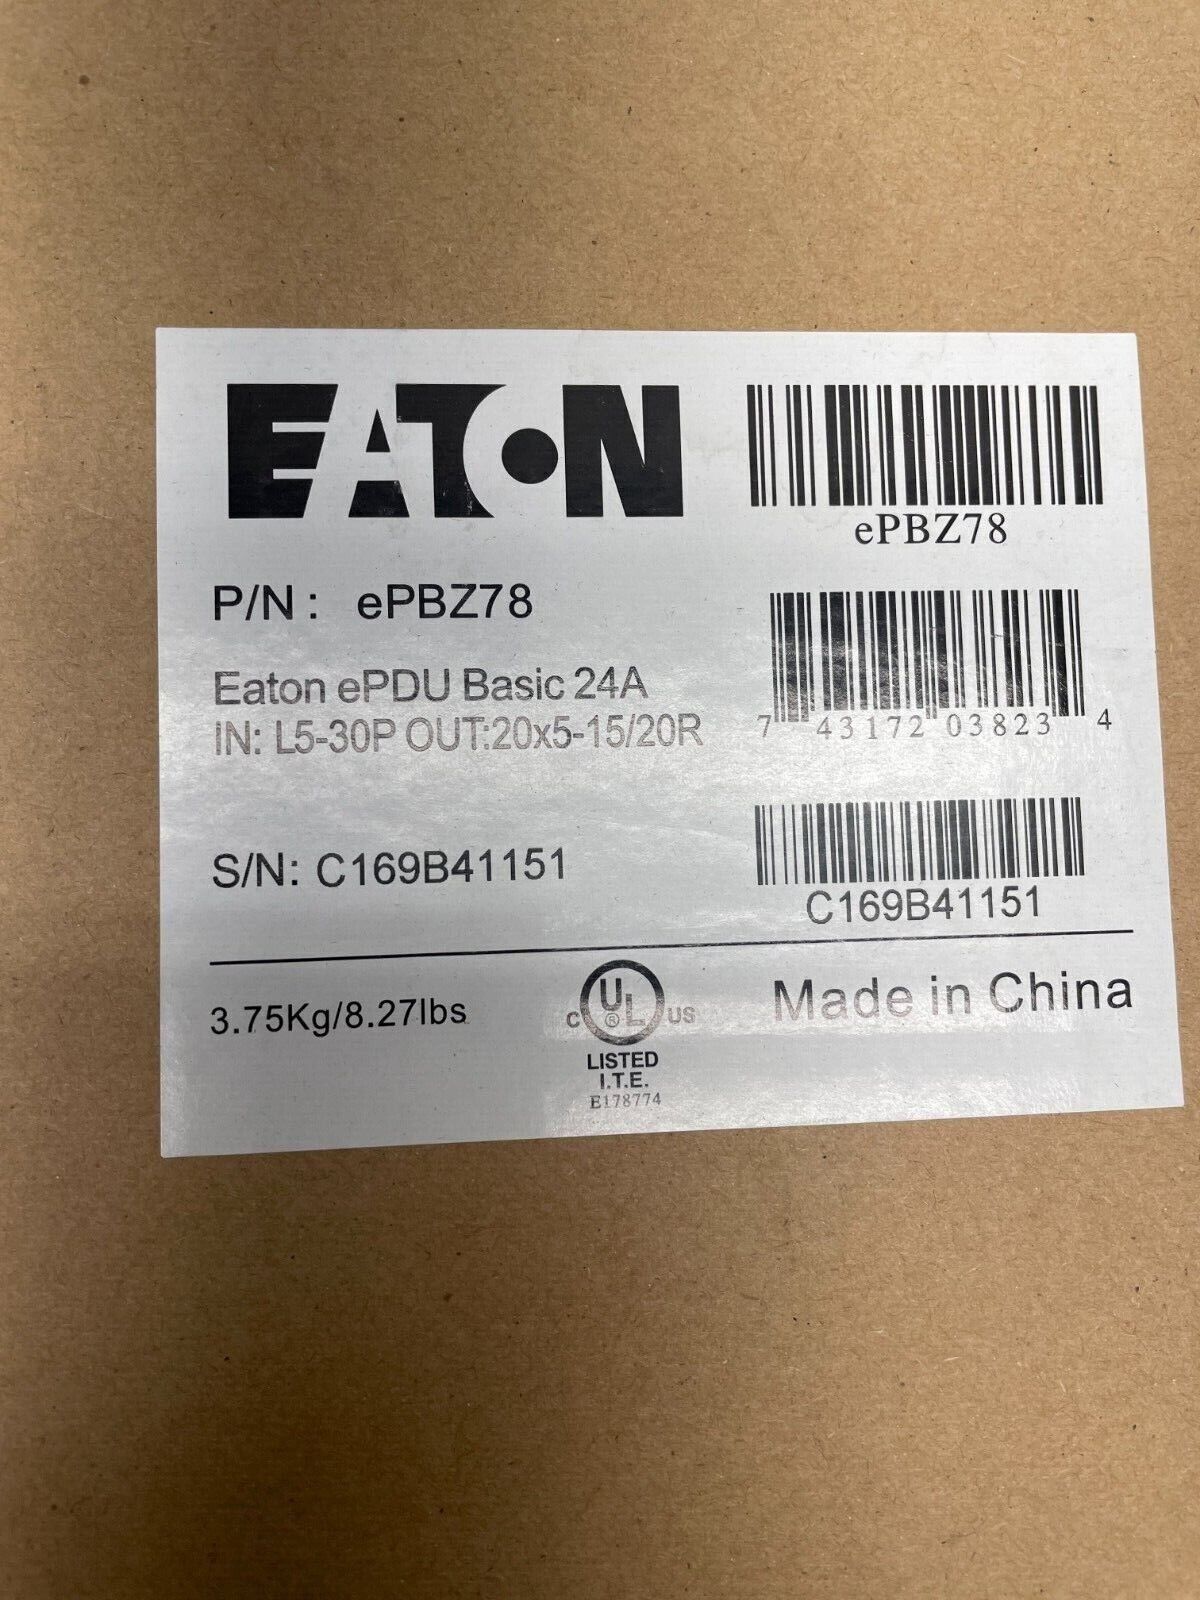 EATON
ePBZ78
P/N: ePBZ78
Eaton ePDU Basic 24A
IN: L5-30P OUT:20x5-15/20R
7 43172 03823 4
S/N: C169B41151
C169B41151
3.75Kg/8.27lbs
C UL ® US
LISTED
I.T.E.
E178774
Made in China